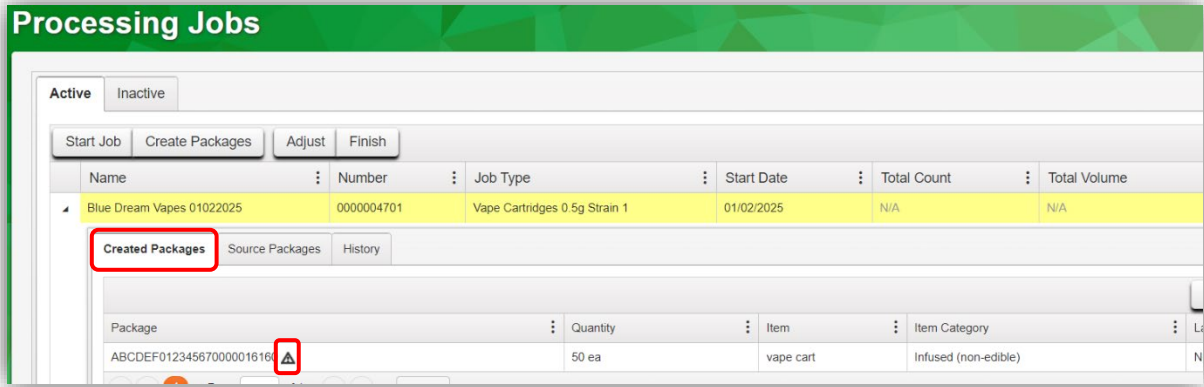 Processing Jobs
Active Inactive
Start Job Create Packages Adjust Finish
Name Number Job Type Start Date Total Count Total Volume
Blue Dream Vapes 01022025 0000004701 Vape Cartridges 0.5g Strain 1 01/02/2025 N/A N/A
Created Packages Source Packages History
Package Quantity Item Item Category
ABCDEF012345670000016160 50 ea vape cart Infused (non-edible)